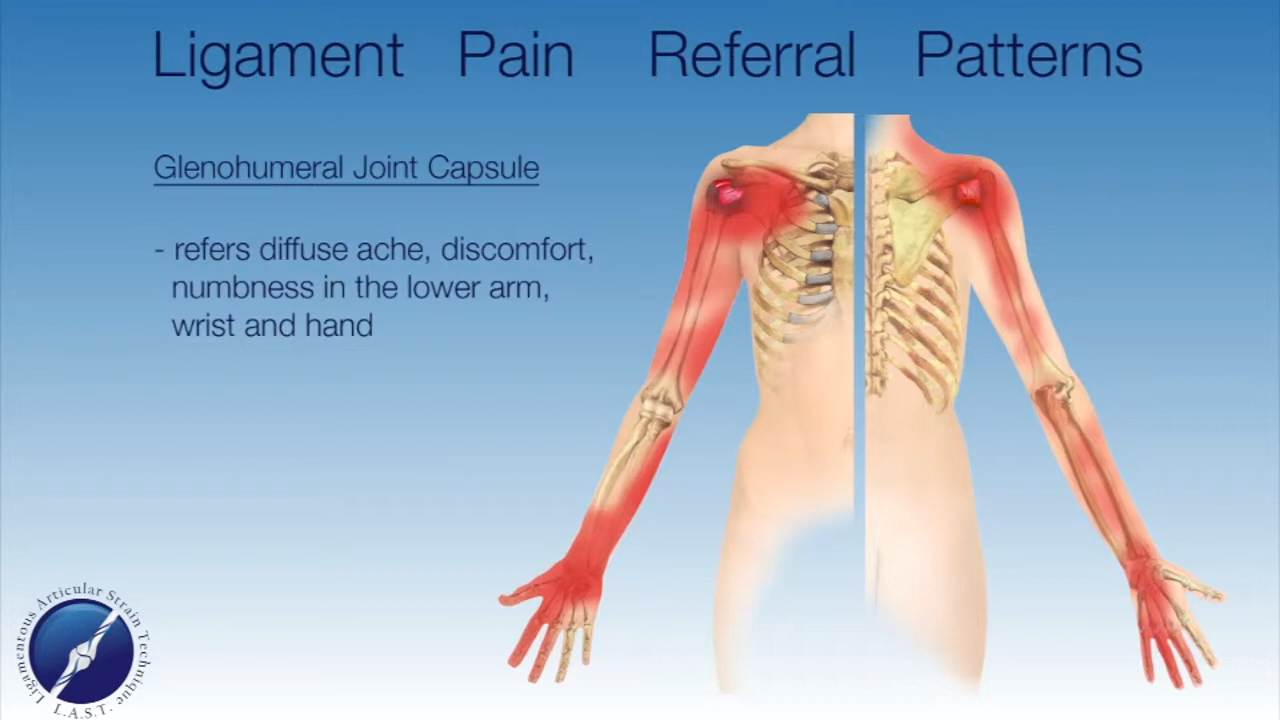 Ligament Pain Referral Patterns
Glenohumeral Joint Capsule
- refers diffuse ache, discomfort,
numbness in the lower arm,
wrist and hand
Ligamentous Articular Strain Technique
L.A.S.T.